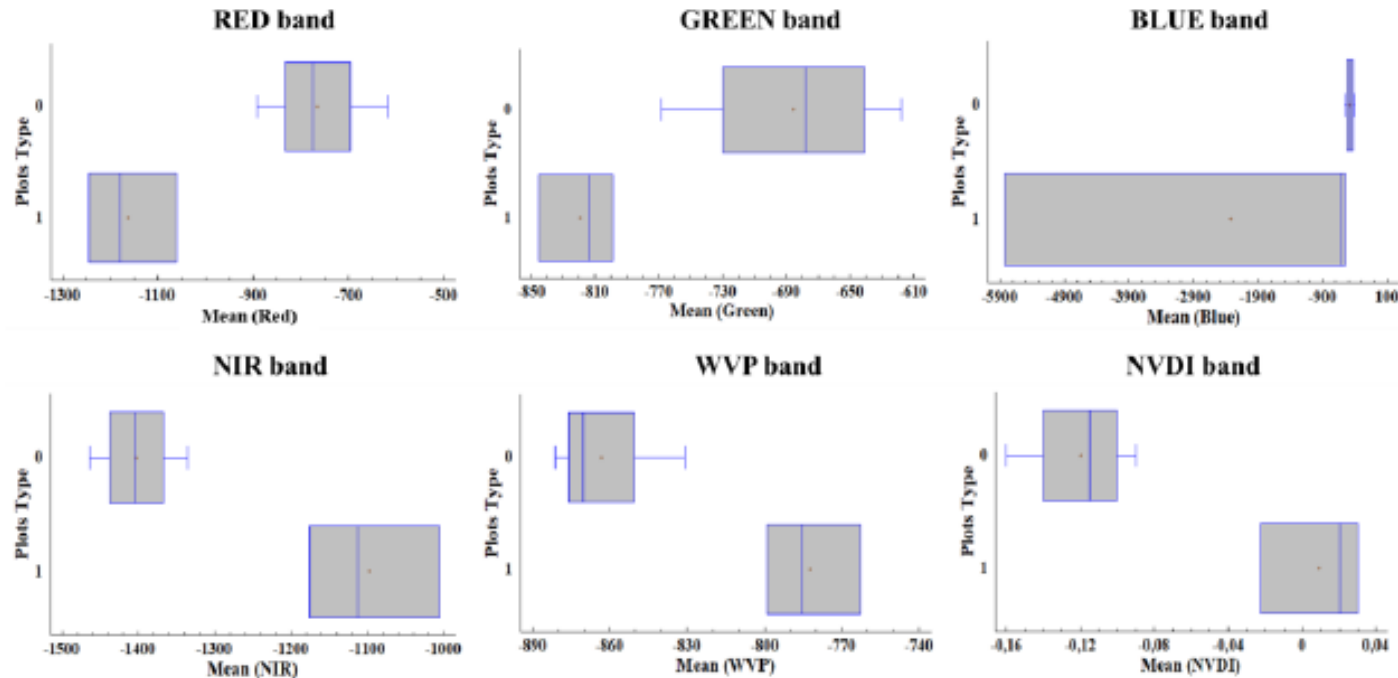 RED band
GREEN band
BLUE band
Plots Type
0
1
-1300 -1100 -900 -700 -500
Mean (Red)
Plots Type
0
1
-850 -810 -770 -730 -690 -650 -610
Mean (Green)
Plots Type
0
1
-5900 -4900 -3900 -2900 -1900 -900 100
Mean (Blue)
NIR band
WVP band
NVDI band
Plots Type
0
1
-1500 -1400 -1300 -1200 -1100 -1000
Mean (NIR)
Plots Type
0
1
-890 -860 -830 -800 -770 -740
Mean (WVP)
Plots Type
0
1
-0,16 -0,12 -0,08 -0,04 0 0,04
Mean (NVDI)